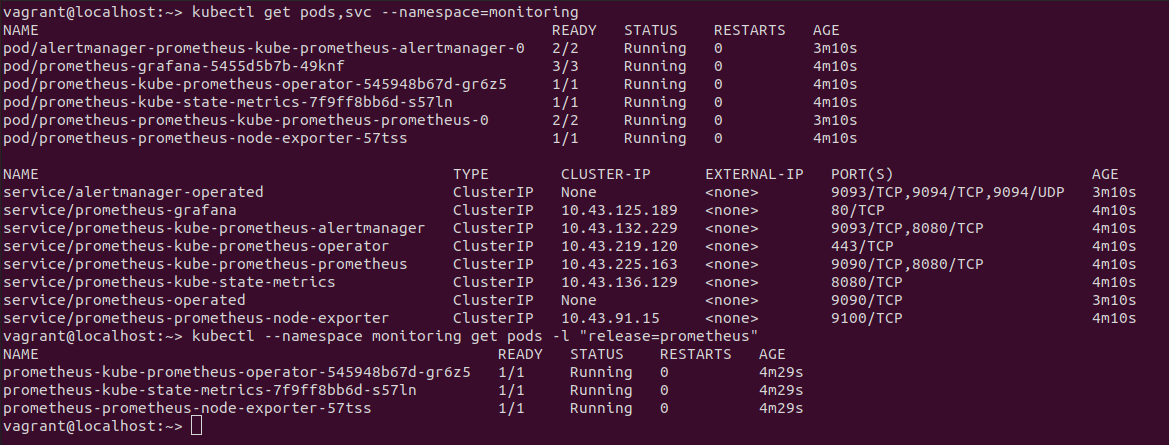 vagrant@localhost:~> kubectl get pods,svc --namespace=monitoring
NAME READY STATUS RESTARTS AGE
pod/alertmanager-prometheus-kube-prometheus-alertmanager-0 2/2 Running 0 3m10s
pod/prometheus-grafana-5455d5b7b-49knf 3/3 Running 0 4m10s
pod/prometheus-kube-prometheus-operator-545948b67d-gr6z5 1/1 Running 0 4m10s
pod/prometheus-kube-state-metrics-7f9ff8bb6d-s57ln 1/1 Running 0 4m10s
pod/prometheus-prometheus-kube-prometheus-prometheus-0 2/2 Running 0 3m10s
pod/prometheus-prometheus-node-exporter-57tss 1/1 Running 0 4m10s
NAME TYPE CLUSTER-IP EXTERNAL-IP PORT(S) AGE
service/alertmanager-operated ClusterIP None <none> 9093/TCP,9094/TCP,9094/UDP 3m10s
service/prometheus-grafana ClusterIP 10.43.125.189 <none> 80/TCP 4m10s
service/prometheus-kube-prometheus-alertmanager ClusterIP 10.43.132.229 <none> 9093/TCP,8080/TCP 4m10s
service/prometheus-kube-prometheus-operator ClusterIP 10.43.219.120 <none> 443/TCP 4m10s
service/prometheus-kube-prometheus-prometheus ClusterIP 10.43.225.163 <none> 9090/TCP,8080/TCP 4m10s
service/prometheus-kube-state-metrics ClusterIP 10.43.136.129 <none> 8080/TCP 4m10s
service/prometheus-operated ClusterIP None <none> 9090/TCP 3m10s
service/prometheus-prometheus-node-exporter ClusterIP 10.43.91.15 <none> 9100/TCP 4m10s
vagrant@localhost:~> kubectl --namespace monitoring get pods -l "release=prometheus"
NAME READY STATUS RESTARTS AGE
prometheus-kube-prometheus-operator-545948b67d-gr6z5 1/1 Running 0 4m29s
prometheus-kube-state-metrics-7f9ff8bb6d-s57ln 1/1 Running 0 4m29s
prometheus-prometheus-node-exporter-57tss 1/1 Running 0 4m29s
vagrant@localhost:~>